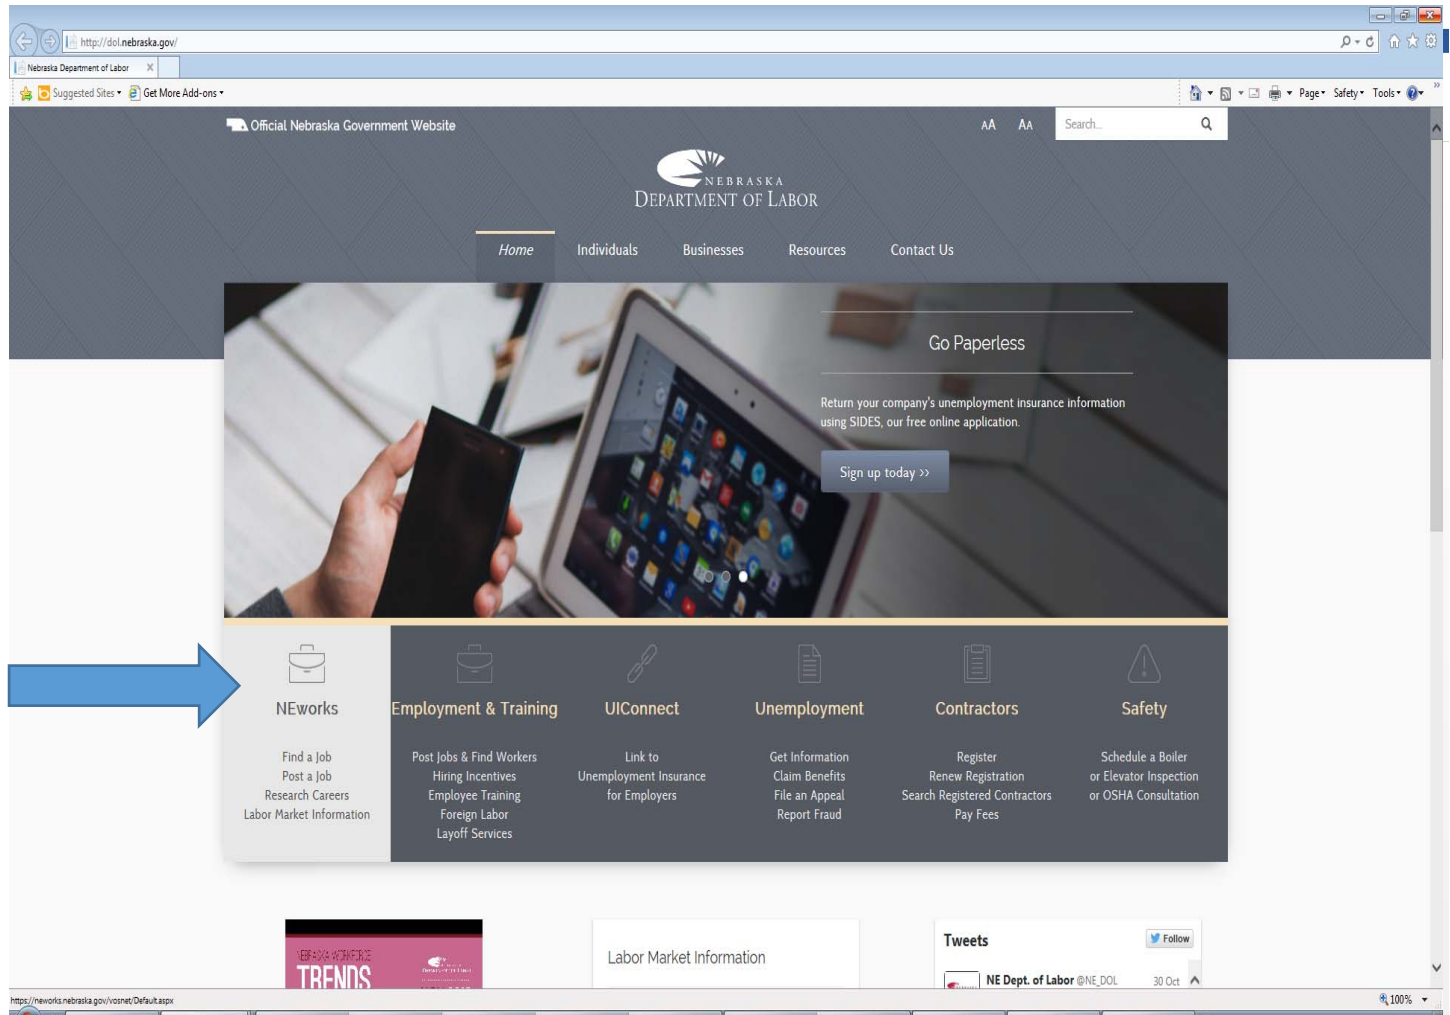 http://dol.nebraska.gov/
Nebraska Department of Labor X
Suggested Sites Get More Add-ons
Page Safety Tools
Official Nebraska Government Website
AA AA Search...
NEBRASKA
DEPARTMENT OF LABOR
Home Individuals Businesses Resources Contact Us
Go Paperless
Return your company's unemployment insurance information
using SIDES, our free online application.
Sign up today >>
NEworks
Find a Job
Post a Job
Research Careers
Labor Market Information
Employment & Training
Post Jobs & Find Workers
Hiring Incentives
Employee Training
Foreign Labor
Layoff Services
UIConnect
Link to
Unemployment Insurance
for Employers
Unemployment
Get Information
Claim Benefits
File an Appeal
Report Fraud
Contractors
Register
Renew Registration
Search Registered Contractors
Pay Fees
Safety
Schedule a Boiler
or Elevator Inspection
or OSHA Consultation
NEBRASKA WORKFORCE
TRENDS
Labor Market Information
Tweets
Follow
NE Dept. of Labor @NE_DOL 30 Oct
https://neworks.nebraska.gov/vosnet/Default.aspx
100%